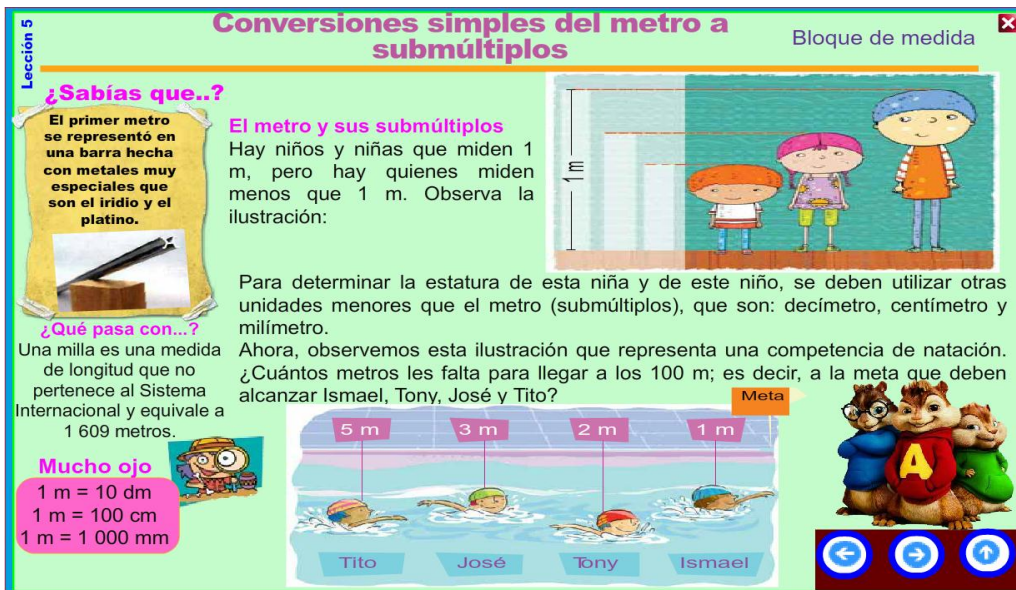 Lección 5
Conversiones simples del metro a
submúltiplos
Bloque de medida
¿Sabías que..?
El primer metro
se representó en
una barra hecha
con metales muy
especiales que
son el iridio y el
platino.
¿Qué pasa con...?
Una milla es una medida
de longitud que no
pertenece al Sistema
Internacional y equivale a
1 609 metros.
Mucho ojo
1 m = 10 dm
1 m = 100 cm
1 m = 1 000 mm
El metro y sus submúltiplos
Hay niños y niñas que miden 1
m, pero hay quienes miden
menos que 1 m. Observa la
ilustración:
1 m
Para determinar la estatura de esta niña y de este niño, se deben utilizar otras
unidades menores que el metro (submúltiplos), que son: decímetro, centímetro y
milímetro.
Ahora, observemos esta ilustración que representa una competencia de natación.
¿Cuántos metros les falta para llegar a los 100 m; es decir, a la meta que deben
alcanzar Ismael, Tony, José y Tito?
Meta
5 m 3 m 2 m 1 m
Tito José Tony Ismael
A